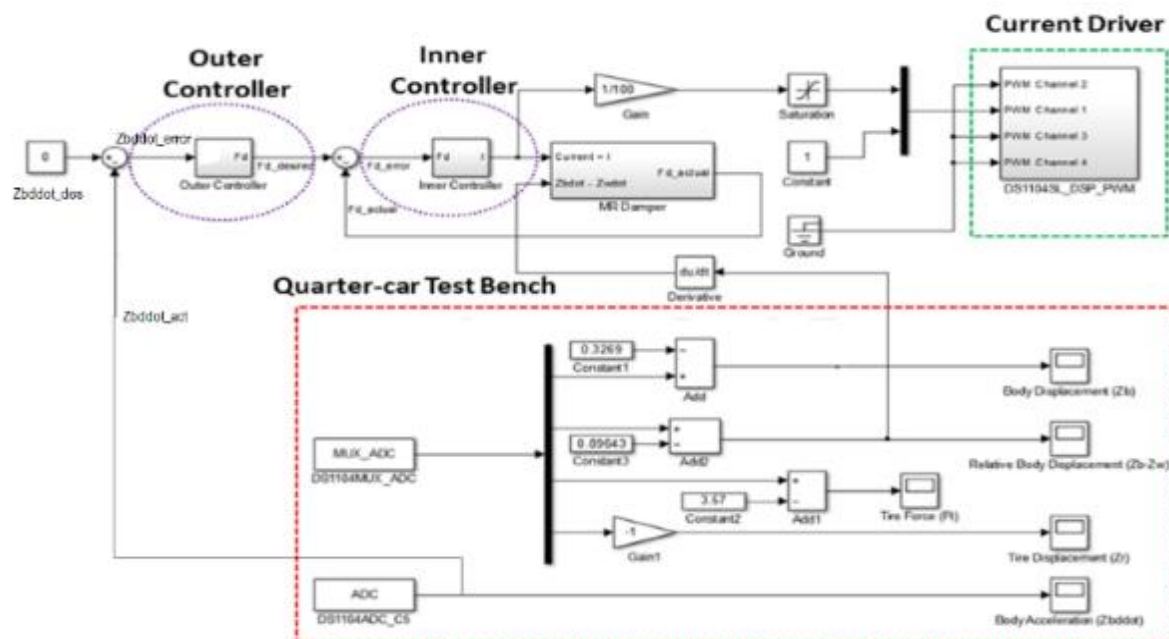 Current Driver
Outer
Controller
Inner
Controller
1/100
Gain
Saturation
PWM Channel 2
PWM Channel 1
PWM Channel 3
PWM Channel 4
DS1104SL_DSP_PWM
0
Zbddot_des
Zbddot_error
Fd
Outer Controller
Fd_desired
Fd_error
Fd
I
Inner Controller
Current = I
Zbdot - Zwdot
Fd_actual
MR Damper
1
Constant
Fd_actual
Ground
du/dt
Derivative
Quarter-car Test Bench
Zbddot_act
0.3269
Constant1
Add
Body Displacement (Zb)
0.09643
Constant3
Add2
Relative Body Displacement (Zb-Zw)
MUX_ADC
DS1104MUX_ADC
3.57
Constant2
Add1
Tire Force (Ft)
-1
Gain1
Tire Displacement (Zr)
ADC
DS1104ADC_C5
Body Acceleration (Zbddot)